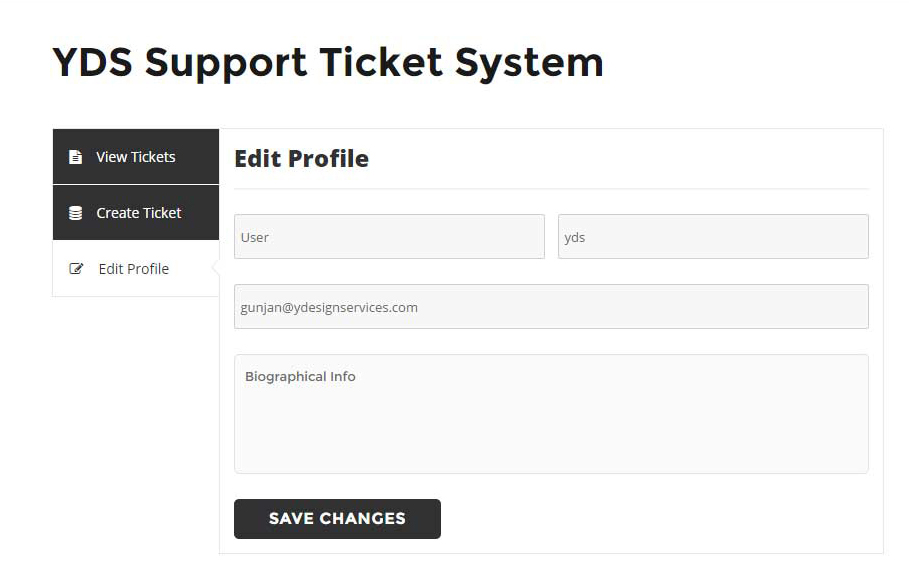 YDS Support Ticket System
View Tickets
Create Ticket
Edit Profile
Edit Profile
User
yds
gunjan@ydesignservices.com
Biographical Info
SAVE CHANGES